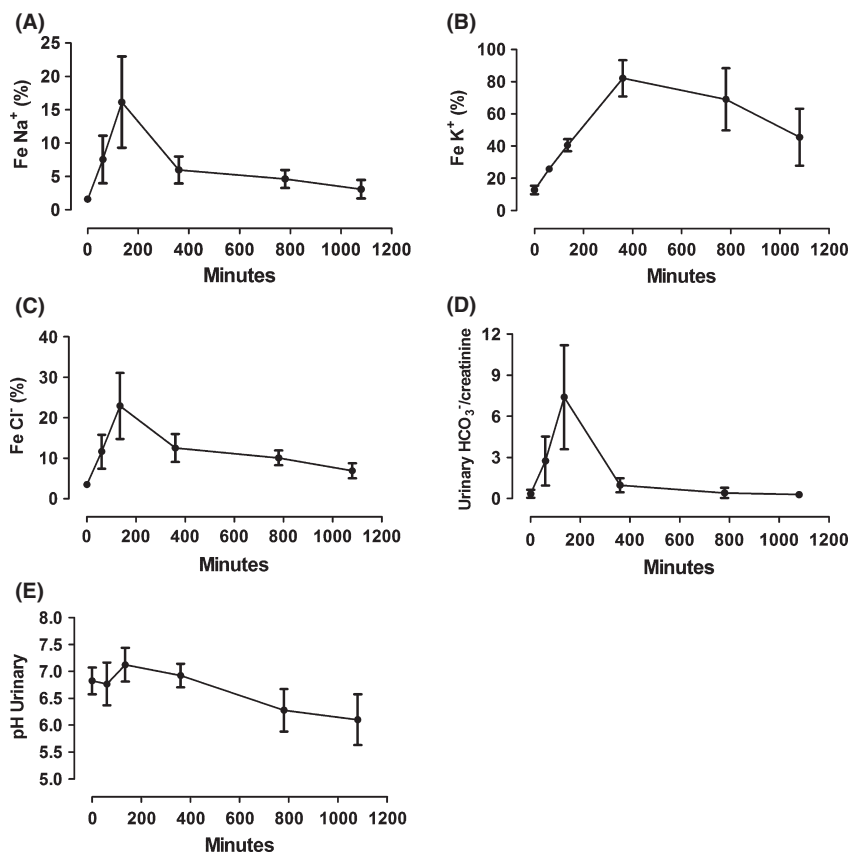 (A)
25
20
15
10
5
0
Fe Na⁺ (%)
0 200 400 600 800 1000 1200
Minutes
(B)
100
80
60
40
20
0
Fe K⁺ (%)
0 200 400 600 800 1000 1200
Minutes
(C)
40
30
20
10
0
Fe Cl⁻ (%)
0 200 400 600 800 1000 1200
Minutes
(D)
12
9
6
3
0
Urinary HCO₃⁻/creatinine
0 200 400 600 800 1000 1200
Minutes
(E)
8.0
7.5
7.0
6.5
6.0
5.5
5.0
pH Urinary
0 200 400 600 800 1000 1200
Minutes